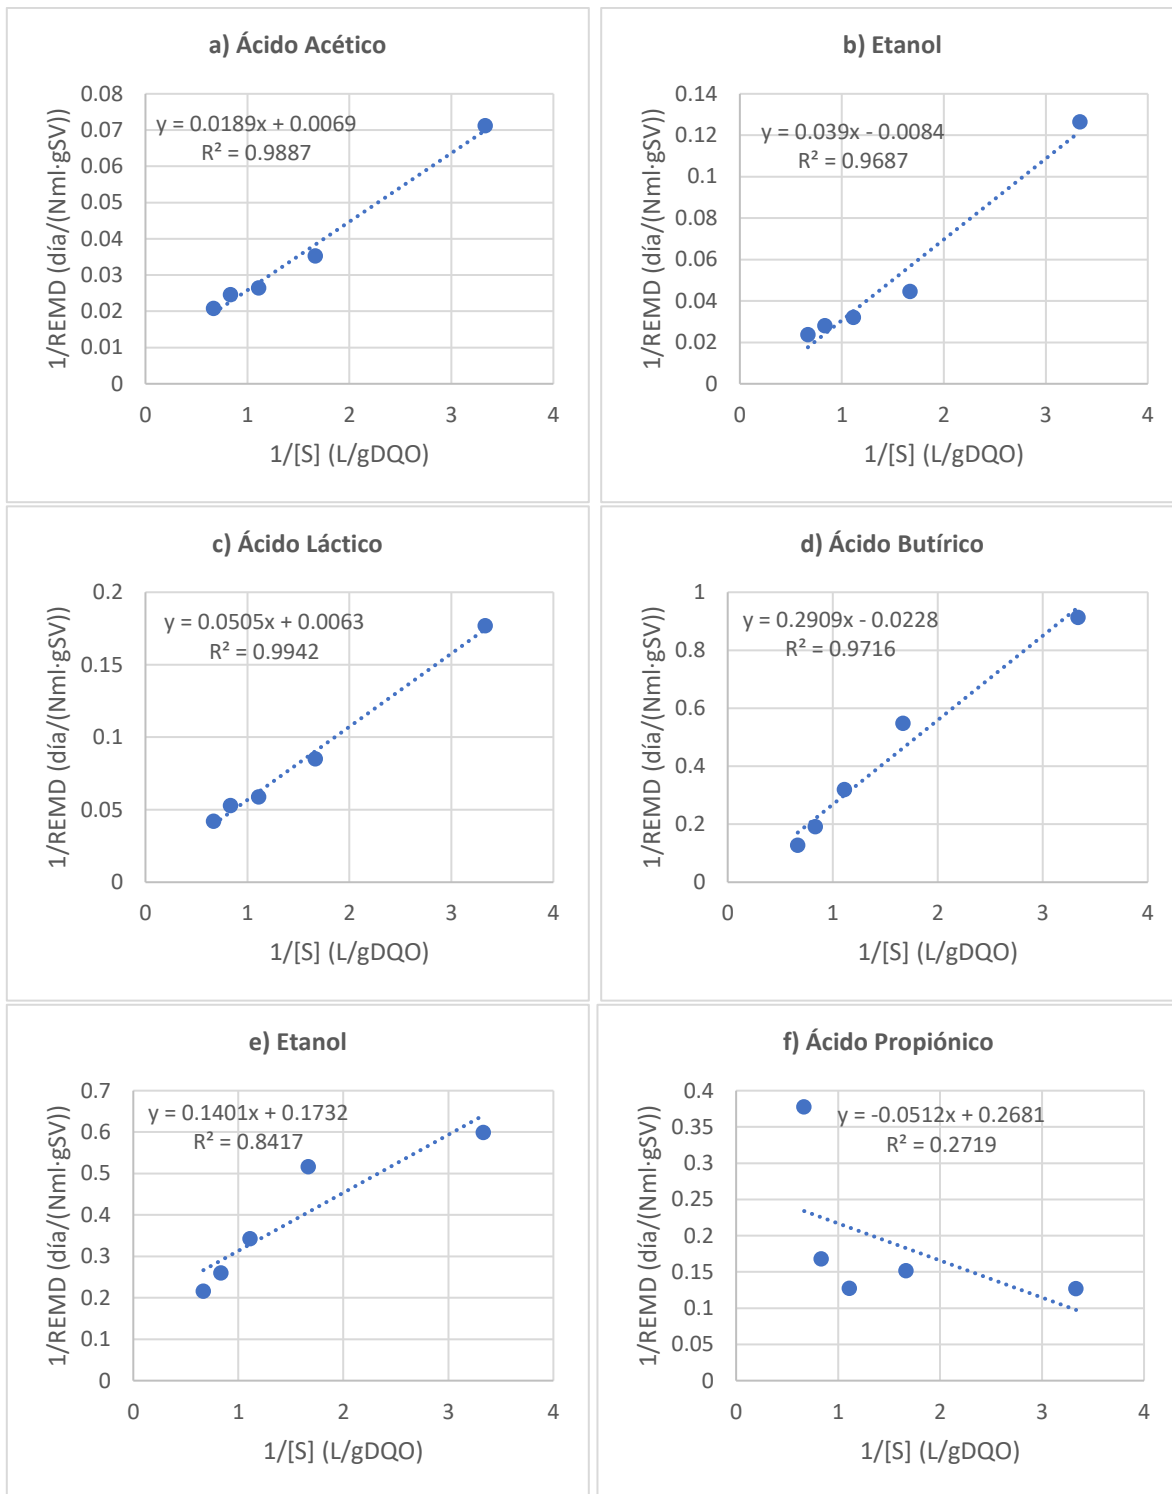 a) Ácido Acético
1/REMD (día/(Nml·gSV))
0.08
0.07
0.06
0.05
0.04
0.03
0.02
0.01
0
y = 0.0189x + 0.0069
R² = 0.9887
0 1 2 3 4
1/[S] (L/gDQO)
b) Etanol
1/REMD (día/(Nml·gSV))
0.14
0.12
0.1
0.08
0.06
0.04
0.02
0
y = 0.039x - 0.0084
R² = 0.9687
0 1 2 3 4
1/[S] (L/gDQO)
c) Ácido Láctico
1/REMD (día/(Nml·gSV))
0.2
0.15
0.1
0.05
0
y = 0.0505x + 0.0063
R² = 0.9942
0 1 2 3 4
1/[S] (L/gDQO)
d) Ácido Butírico
1/REMD (día/(Nml·gSV))
1
0.8
0.6
0.4
0.2
0
y = 0.2909x - 0.0228
R² = 0.9716
0 1 2 3 4
1/[S] (L/gDQO)
e) Etanol
1/REMD (día/(Nml·gSV))
0.7
0.6
0.5
0.4
0.3
0.2
0.1
0
y = 0.1401x + 0.1732
R² = 0.8417
0 1 2 3 4
1/[S] (L/gDQO)
f) Ácido Propiónico
1/REMD (día/(Nml·gSV))
0.4
0.35
0.3
0.25
0.2
0.15
0.1
0.05
0
y = -0.0512x + 0.2681
R² = 0.2719
0 1 2 3 4
1/[S] (L/gDQO)